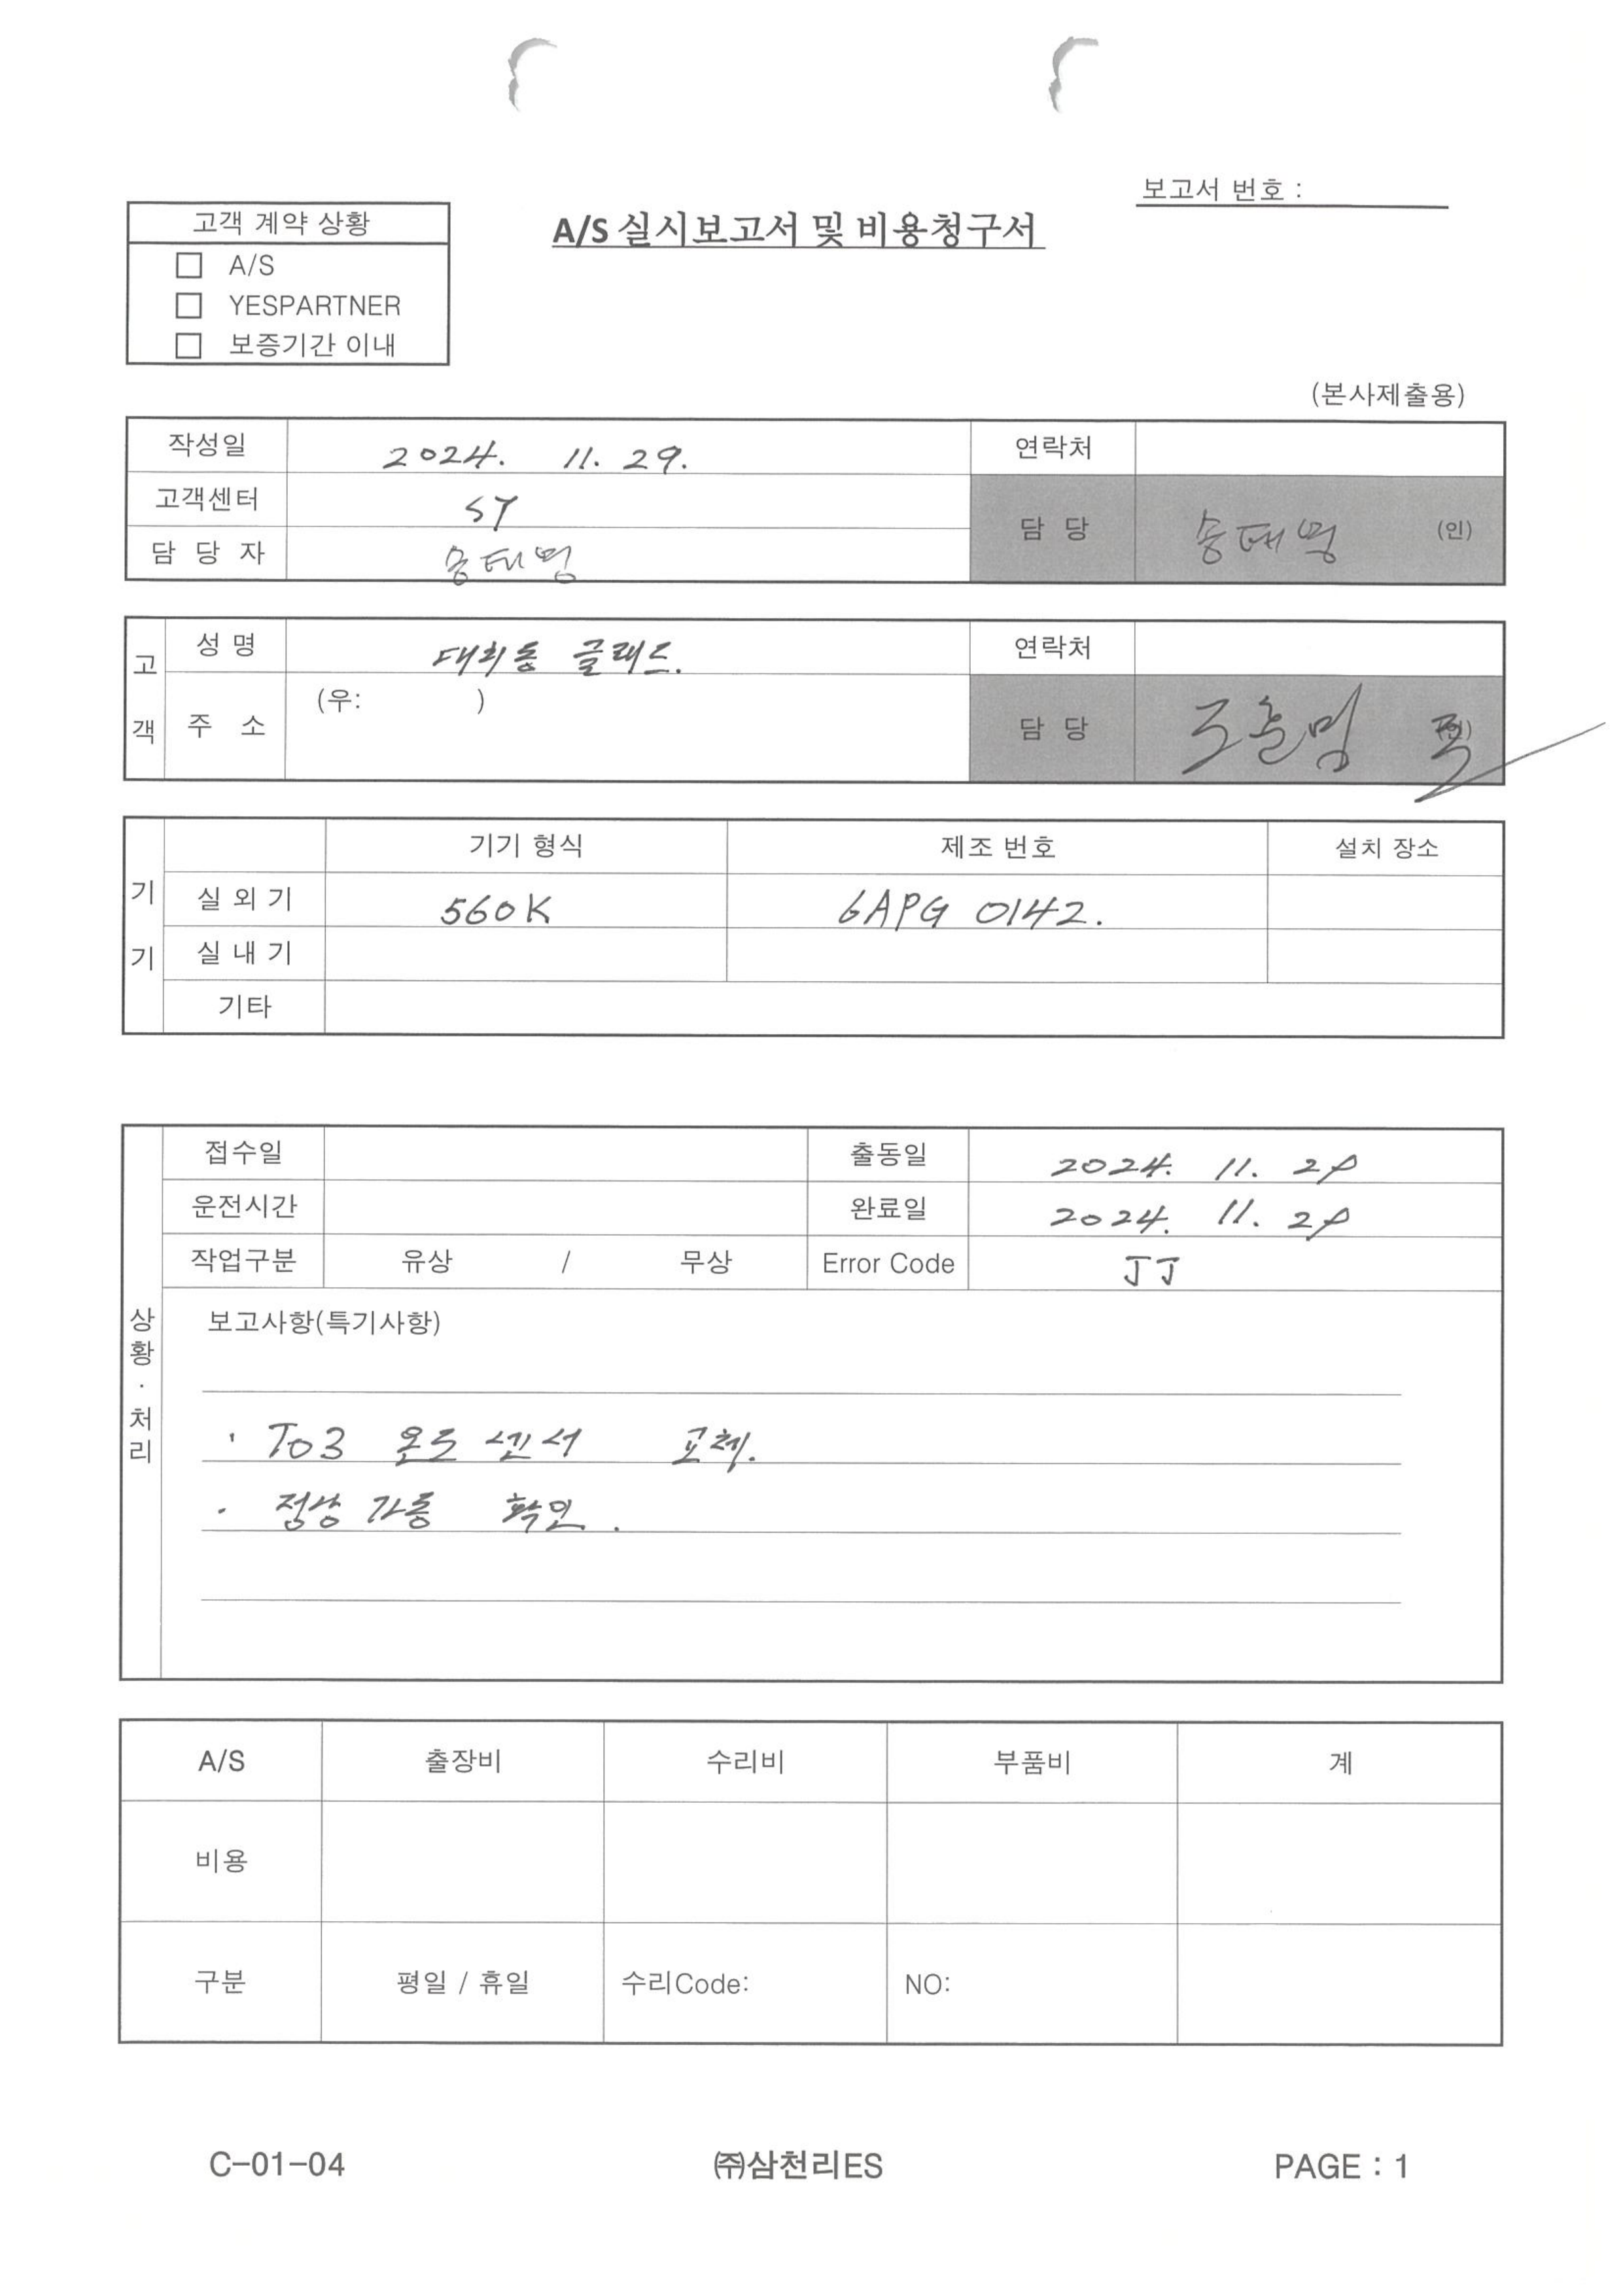 보고서 번호 :
고객 계약 상황
A/S 실시보고서 및 비용청구서
□ A/S
□ YESPARTNER
□ 보증기간 이내
(본사제출용)
작성일 2024. 11. 29. 연락처
고객센터 ST
담 당 자 송태명 담 당 송태명 (인)
고객 성 명 대치동 글래드. 연락처
주 소 (우: ) 담 당 (인)
기기 기기 형식 제조 번호 설치 장소
실 외 기 560K 6APG 0142.
실 내 기
기타
상황·처리
접수일 출동일 2024. 11. 29
운전시간 완료일 2024. 11. 29
작업구분 유상 / 무상 Error Code JJ
보고사항(특기사항)
· T03 온도 센서 교체.
· 정상 가동 확인.
A/S 출장비 수리비 부품비 계
비용
구분 평일 / 휴일 수리Code: NO:
C-01-04 ㈜삼천리ES PAGE : 1